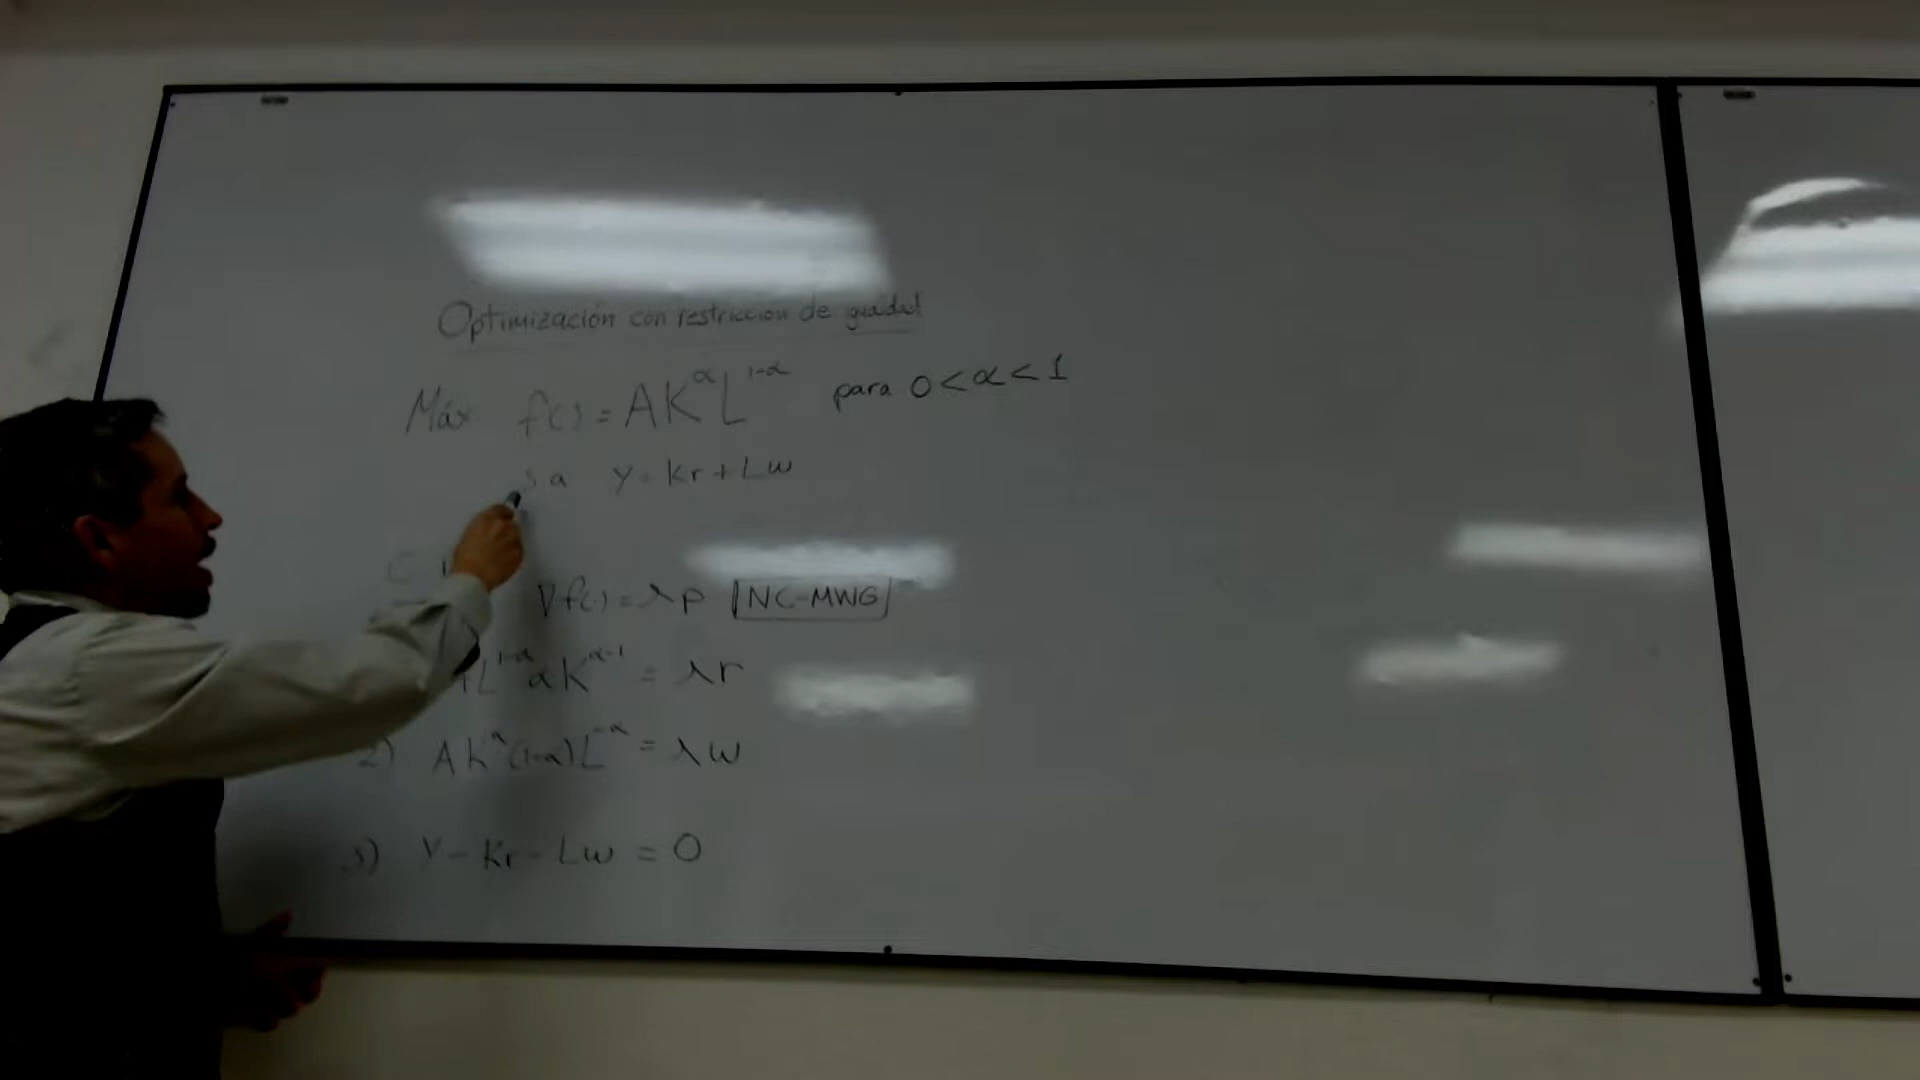 Optimización con restricción de
Máx f(.) = AK^α L^{1-α} para 0<α<1
s a y = Kr + Lw
∇f(.) = λp NC-MWG
L^{1-α} αK^{α-1} = λr
2) AK^α (1-α)L^{-α} = λw
3) Y - Kr - Lw = 0